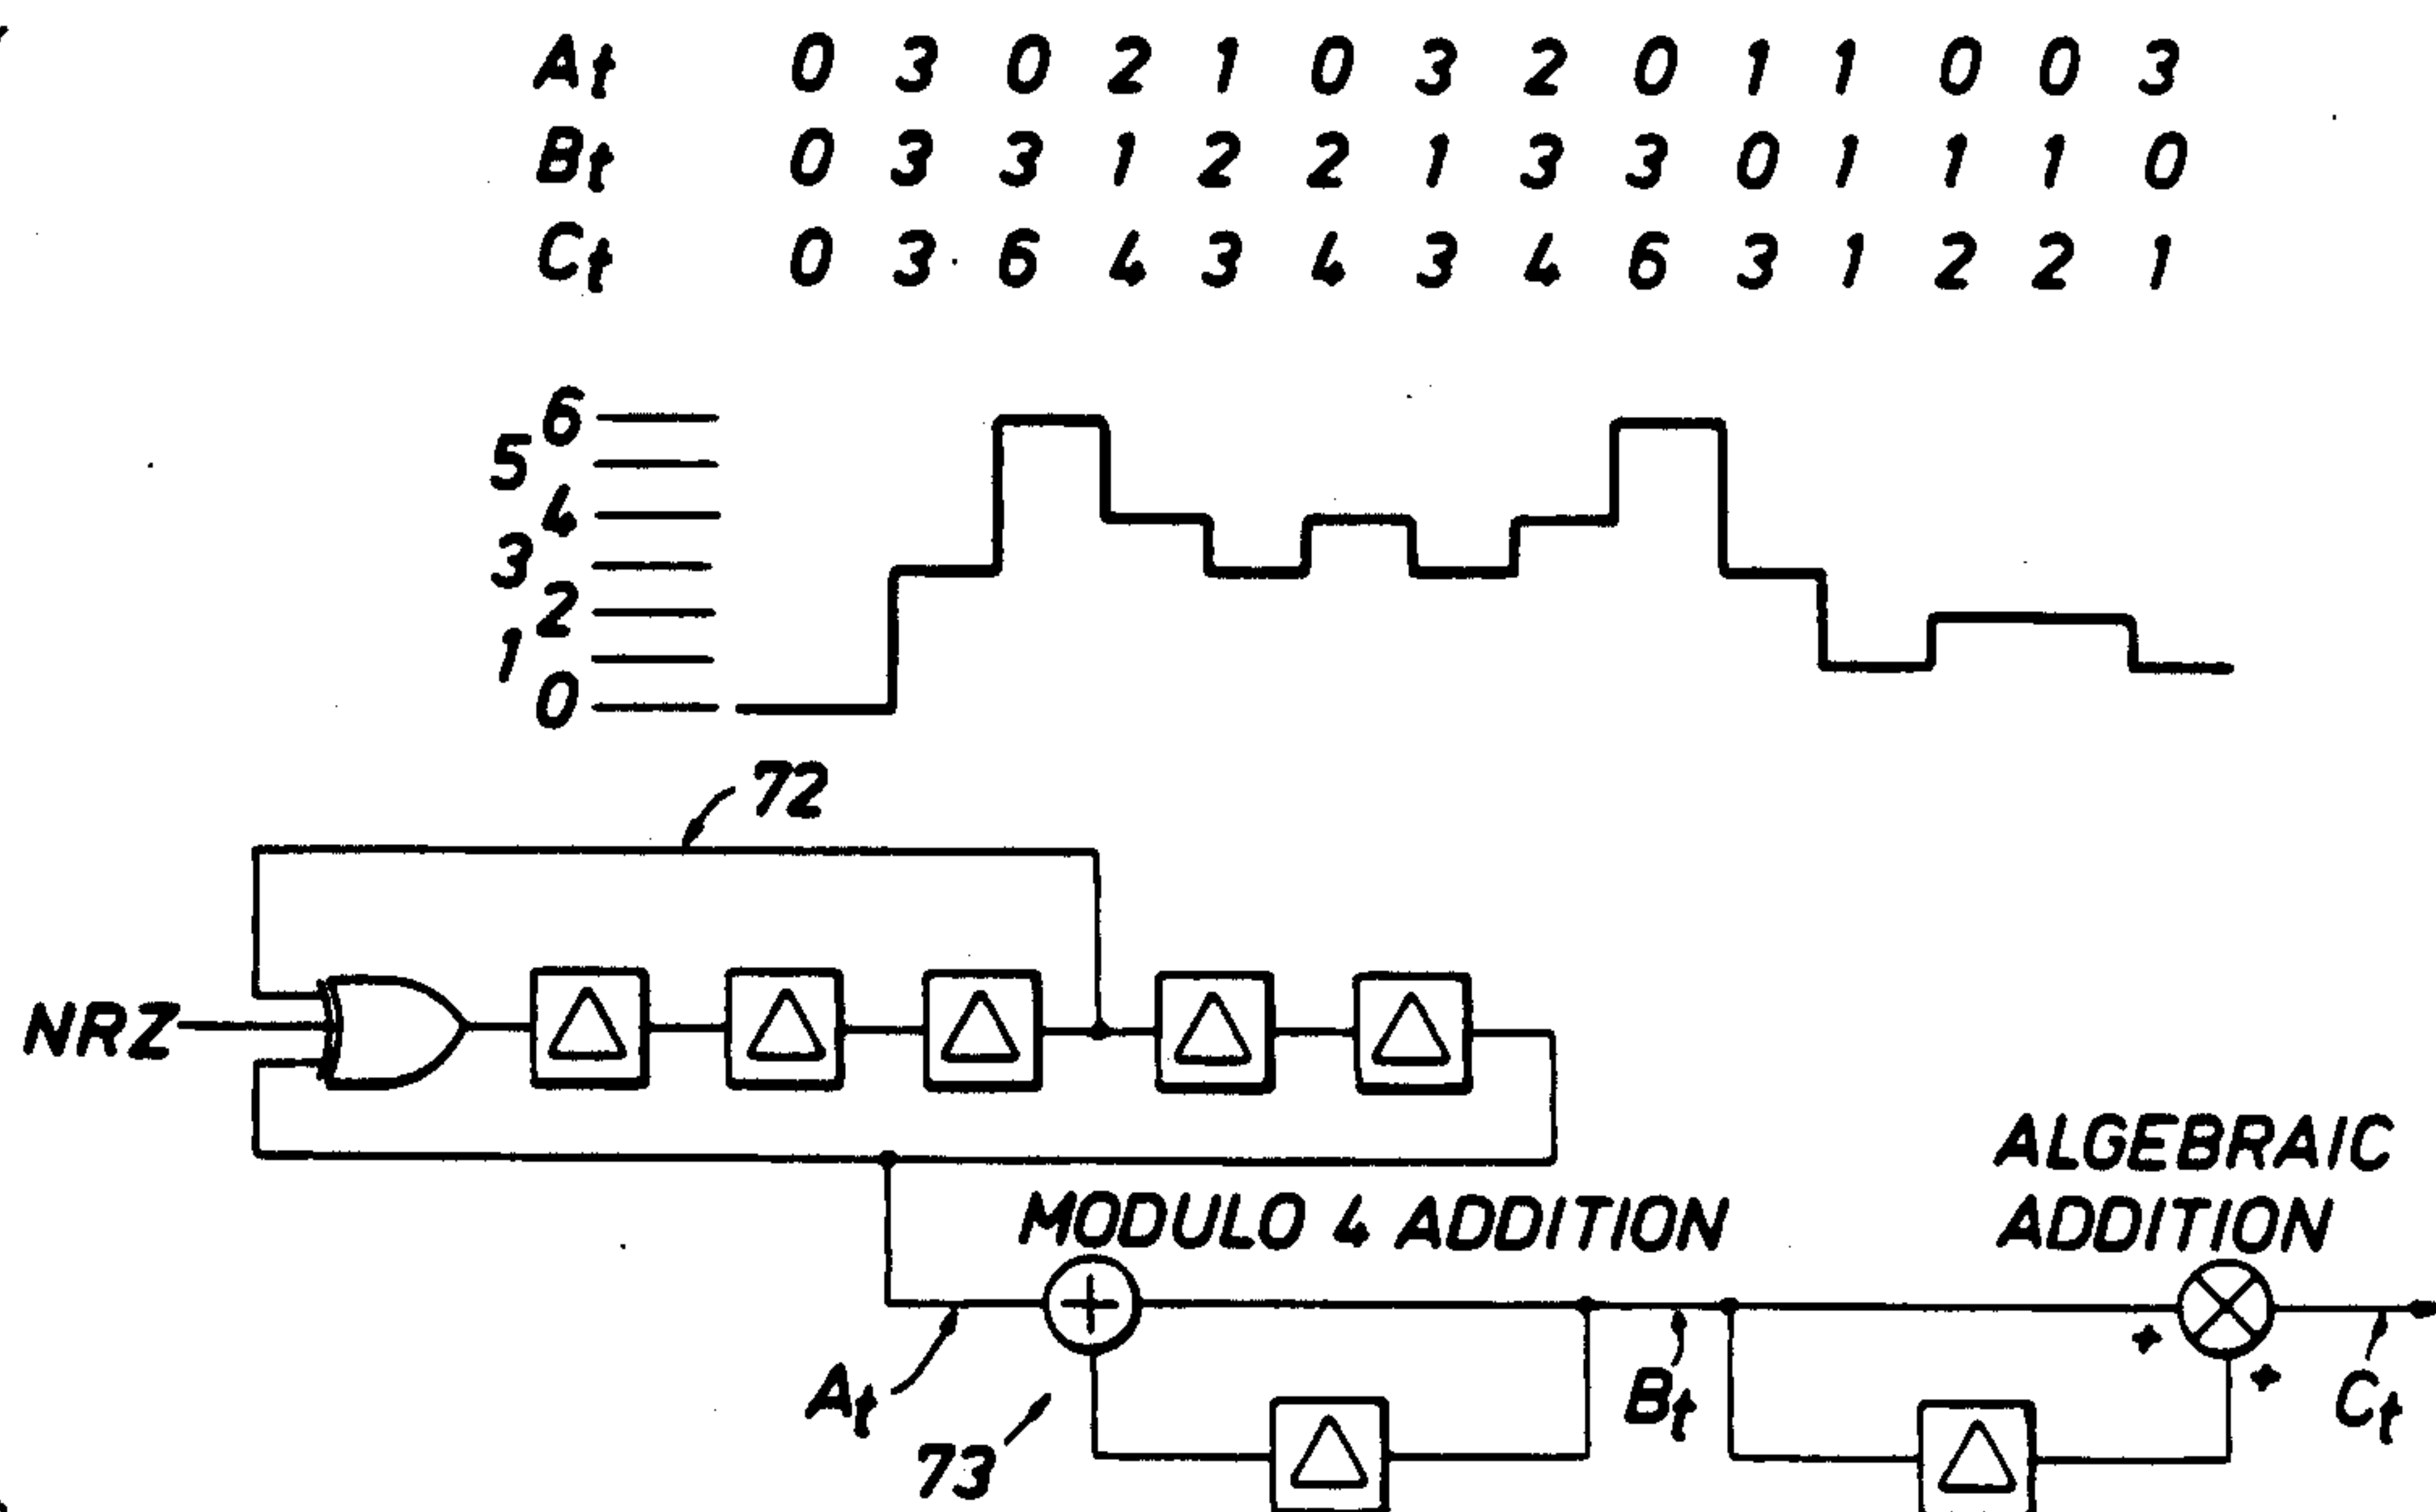 At 0 3 0 2 1 0 3 2 0 1 1 0 0 3
Bt 0 3 3 1 2 2 1 3 3 0 1 1 1 0
Ct 0 3 6 4 3 4 3 4 6 3 1 2 2 1
6
5
4
3
2
1
0
72
NRZ
ALGEBRAIC
ADDITION
MODULO 4 ADDITION
+
+
+
At
Bt
Ct
73